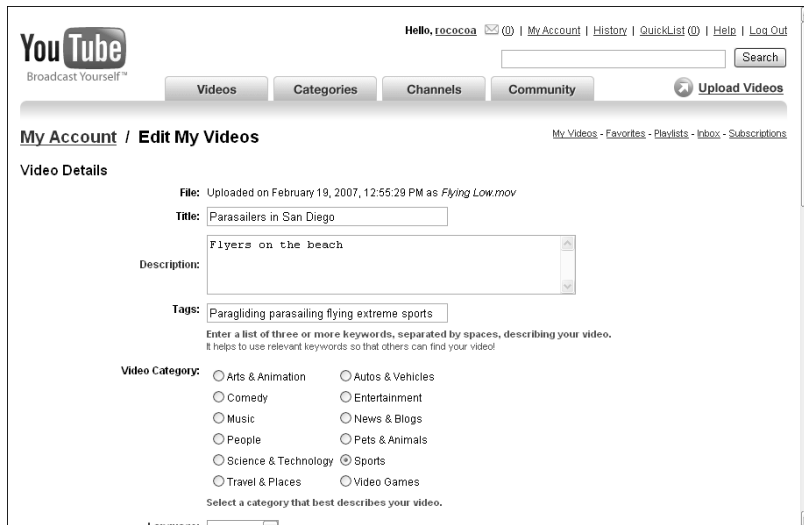 Hello, rococoa (0) | My Account | History | QuickList (0) | Help | Log Out
YouTube
Broadcast Yourself™
Search
Videos Categories Channels Community Upload Videos
My Account / Edit My Videos
My Videos - Favorites - Playlists - Inbox - Subscriptions
Video Details
File: Uploaded on February 19, 2007, 12:55:29 PM as Flying Low.mov
Title: Parasailers in San Diego
Description: Flyers on the beach
Tags: Paragliding parasailing flying extreme sports
Enter a list of three or more keywords, separated by spaces, describing your video.
It helps to use relevant keywords so that others can find your video!
Video Category: Arts & Animation Autos & Vehicles
Comedy Entertainment
Music News & Blogs
People Pets & Animals
Science & Technology Sports
Travel & Places Video Games
Select a category that best describes your video.